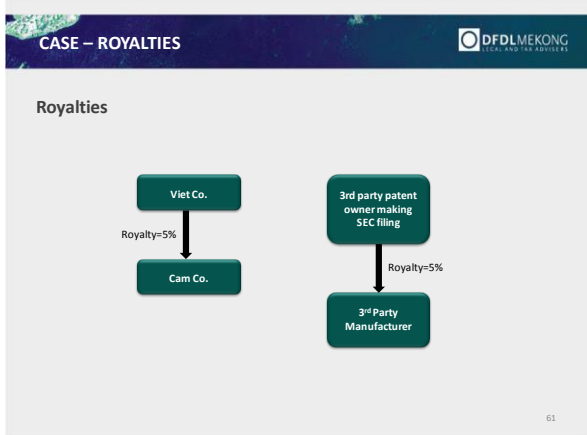 CASE – ROYALTIES
DFDLMEKONG
LEGAL AND TAX ADVISERS
Royalties
Viet Co.
Royalty=5%
Cam Co.
3rd party patent
owner making
SEC filing
Royalty=5%
3rd Party
Manufacturer
61